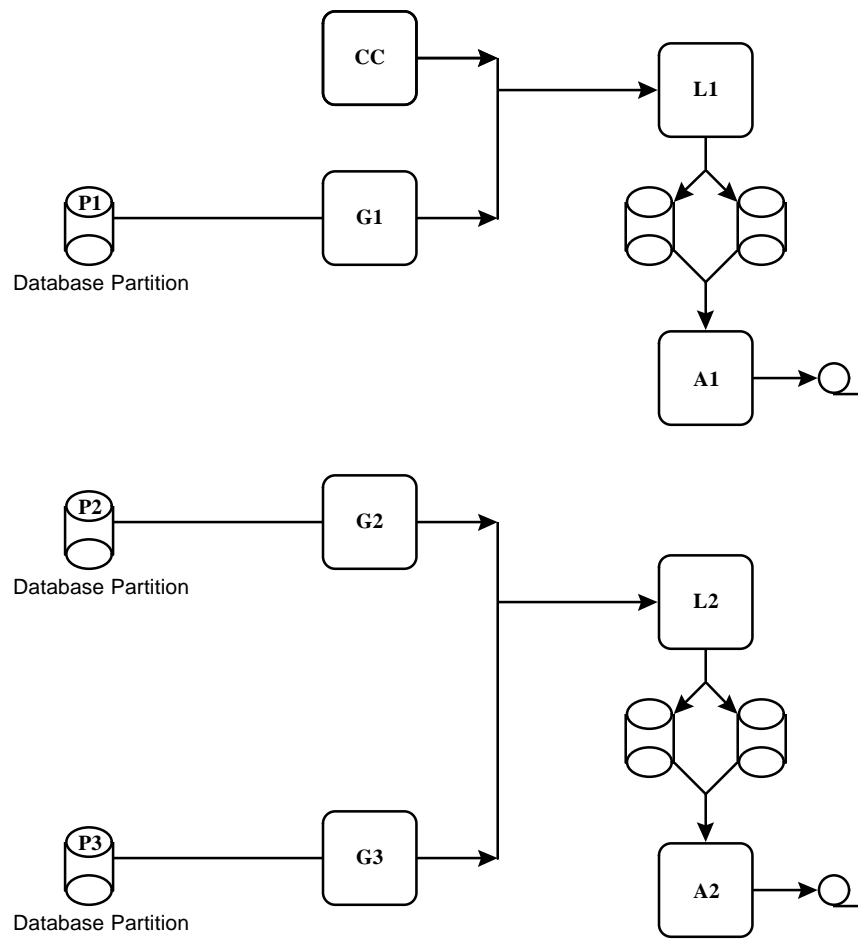 CC
L1
P1
G1
Database Partition
A1
P2
G2
Database Partition
L2
P3
G3
A2
Database Partition